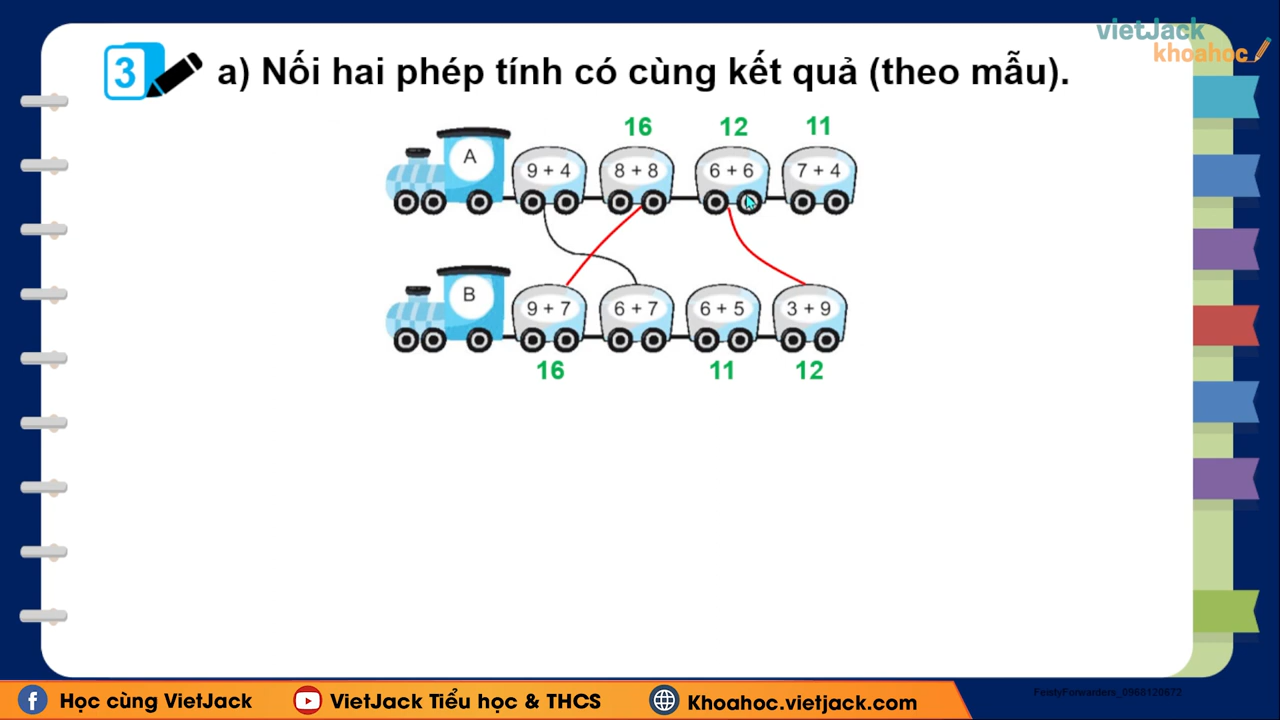 vietJack
khoahoc
3 a) Nối hai phép tính có cùng kết quả (theo mẫu).
16 12 11
A 9 + 4 8 + 8 6 + 6 7 + 4
B 9 + 7 6 + 7 6 + 5 3 + 9
16 11 12
Học cùng VietJack VietJack Tiểu học & THCS Khoahoc.vietjack.com
FeistyForwarders_0968120672